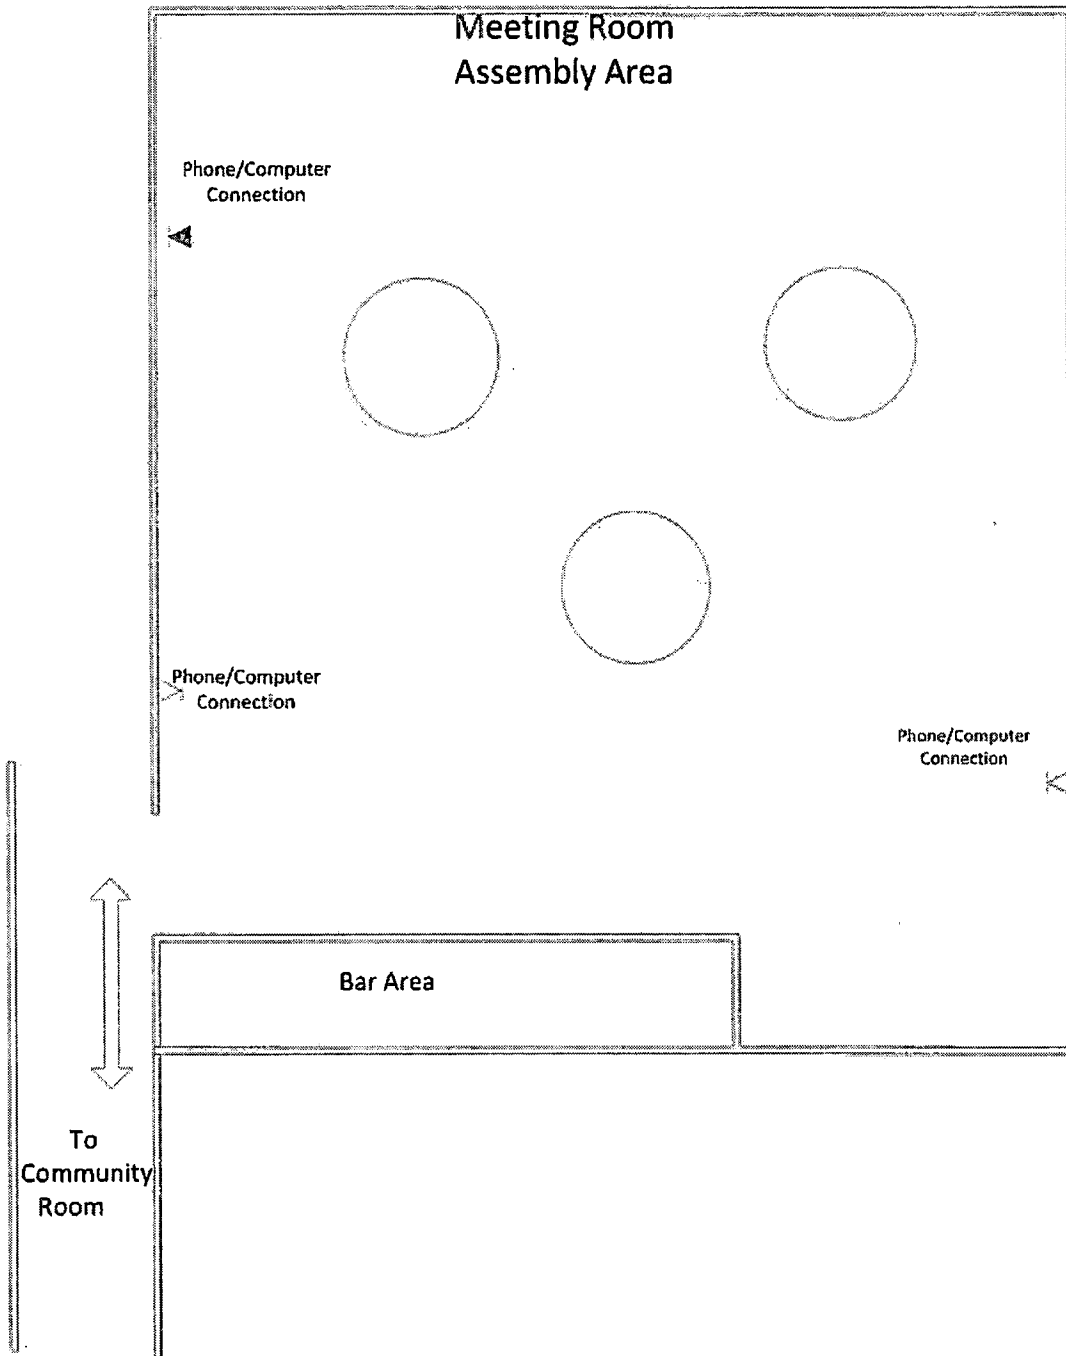 Meeting Room
Assembly Area
Phone/Computer
Connection
Phone/Computer
Connection
Phone/Computer
Connection
Bar Area
To
Community
Room